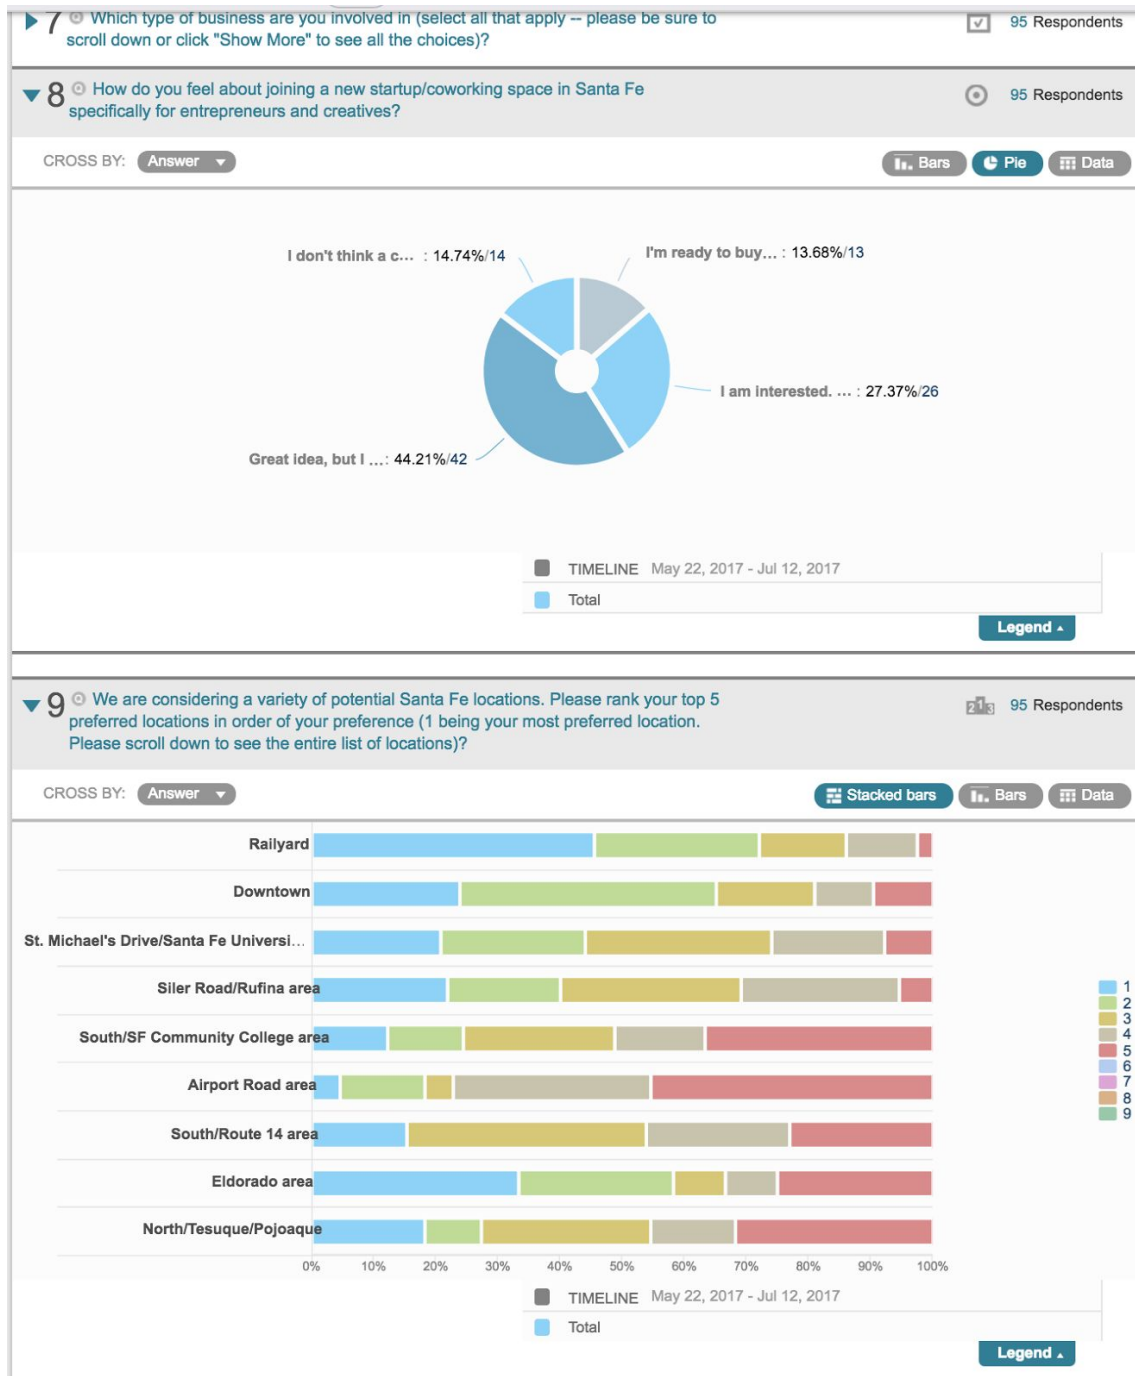 7 Which type of business are you involved in (select all that apply -- please be sure to
scroll down or click "Show More" to see all the choices)?
95 Respondents
8 How do you feel about joining a new startup/coworking space in Santa Fe
specifically for entrepreneurs and creatives?
95 Respondents
CROSS BY: Answer
Bars Pie Data
I don't think a c... : 14.74%/14
I'm ready to buy... : 13.68%/13
I am interested. ... : 27.37%/26
Great idea, but I ...: 44.21%/42
TIMELINE May 22, 2017 - Jul 12, 2017
Total
Legend
9 We are considering a variety of potential Santa Fe locations. Please rank your top 5
preferred locations in order of your preference (1 being your most preferred location.
Please scroll down to see the entire list of locations)?
213
95 Respondents
CROSS BY: Answer
Stacked bars Bars Data
Railyard
Downtown
St. Michael's Drive/Santa Fe Universi...
Siler Road/Rufina area
South/SF Community College area
Airport Road area
South/Route 14 area
Eldorado area
North/Tesuque/Pojoaque
0% 10% 20% 30% 40% 50% 60% 70% 80% 90% 100%
1
2
3
4
5
6
7
8
9
TIMELINE May 22, 2017 - Jul 12, 2017
Total
Legend